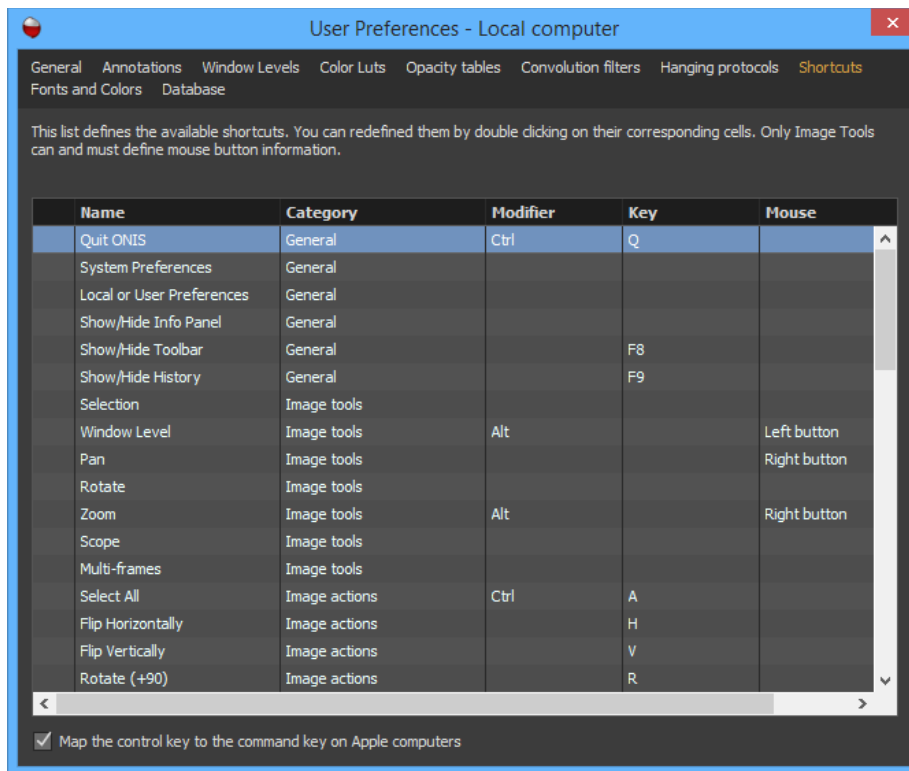 User Preferences - Local computer
General Annotations Window Levels Color Luts Opacity tables Convolution filters Hanging protocols Shortcuts
Fonts and Colors Database
This list defines the available shortcuts. You can redefined them by double clicking on their corresponding cells. Only Image Tools
can and must define mouse button information.
Name Category Modifier Key Mouse
Quit ONIS General Ctrl Q
System Preferences General
Local or User Preferences General
Show/Hide Info Panel General
Show/Hide Toolbar General F8
Show/Hide History General F9
Selection Image tools
Window Level Image tools Alt Left button
Pan Image tools Right button
Rotate Image tools
Zoom Image tools Alt Right button
Scope Image tools
Multi-frames Image tools
Select All Image actions Ctrl A
Flip Horizontally Image actions H
Flip Vertically Image actions V
Rotate (+90) Image actions R
Map the control key to the command key on Apple computers